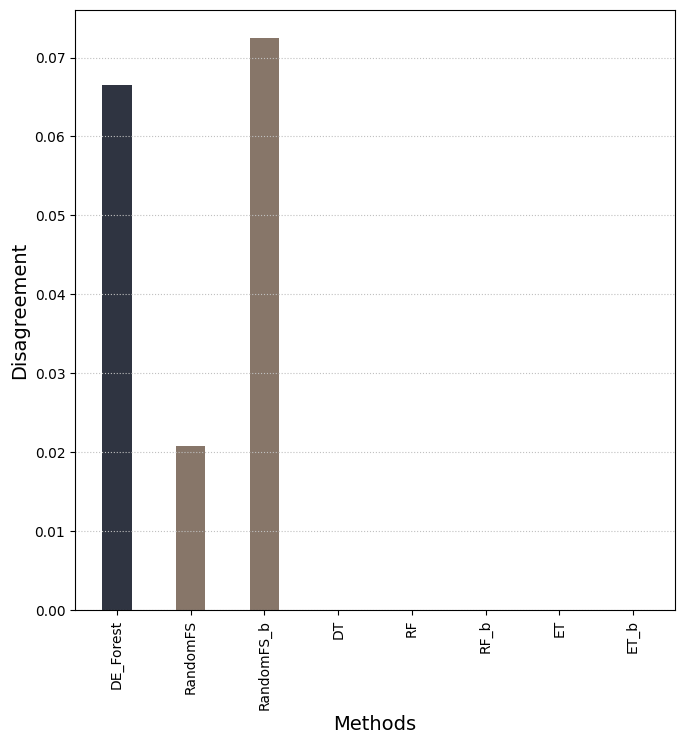 Disagreement
0.07
0.06
0.05
0.04
0.03
0.02
0.01
0.00
DE_Forest
RandomFS
RandomFS_b
DT
RF
RF_b
ET
ET_b
Methods